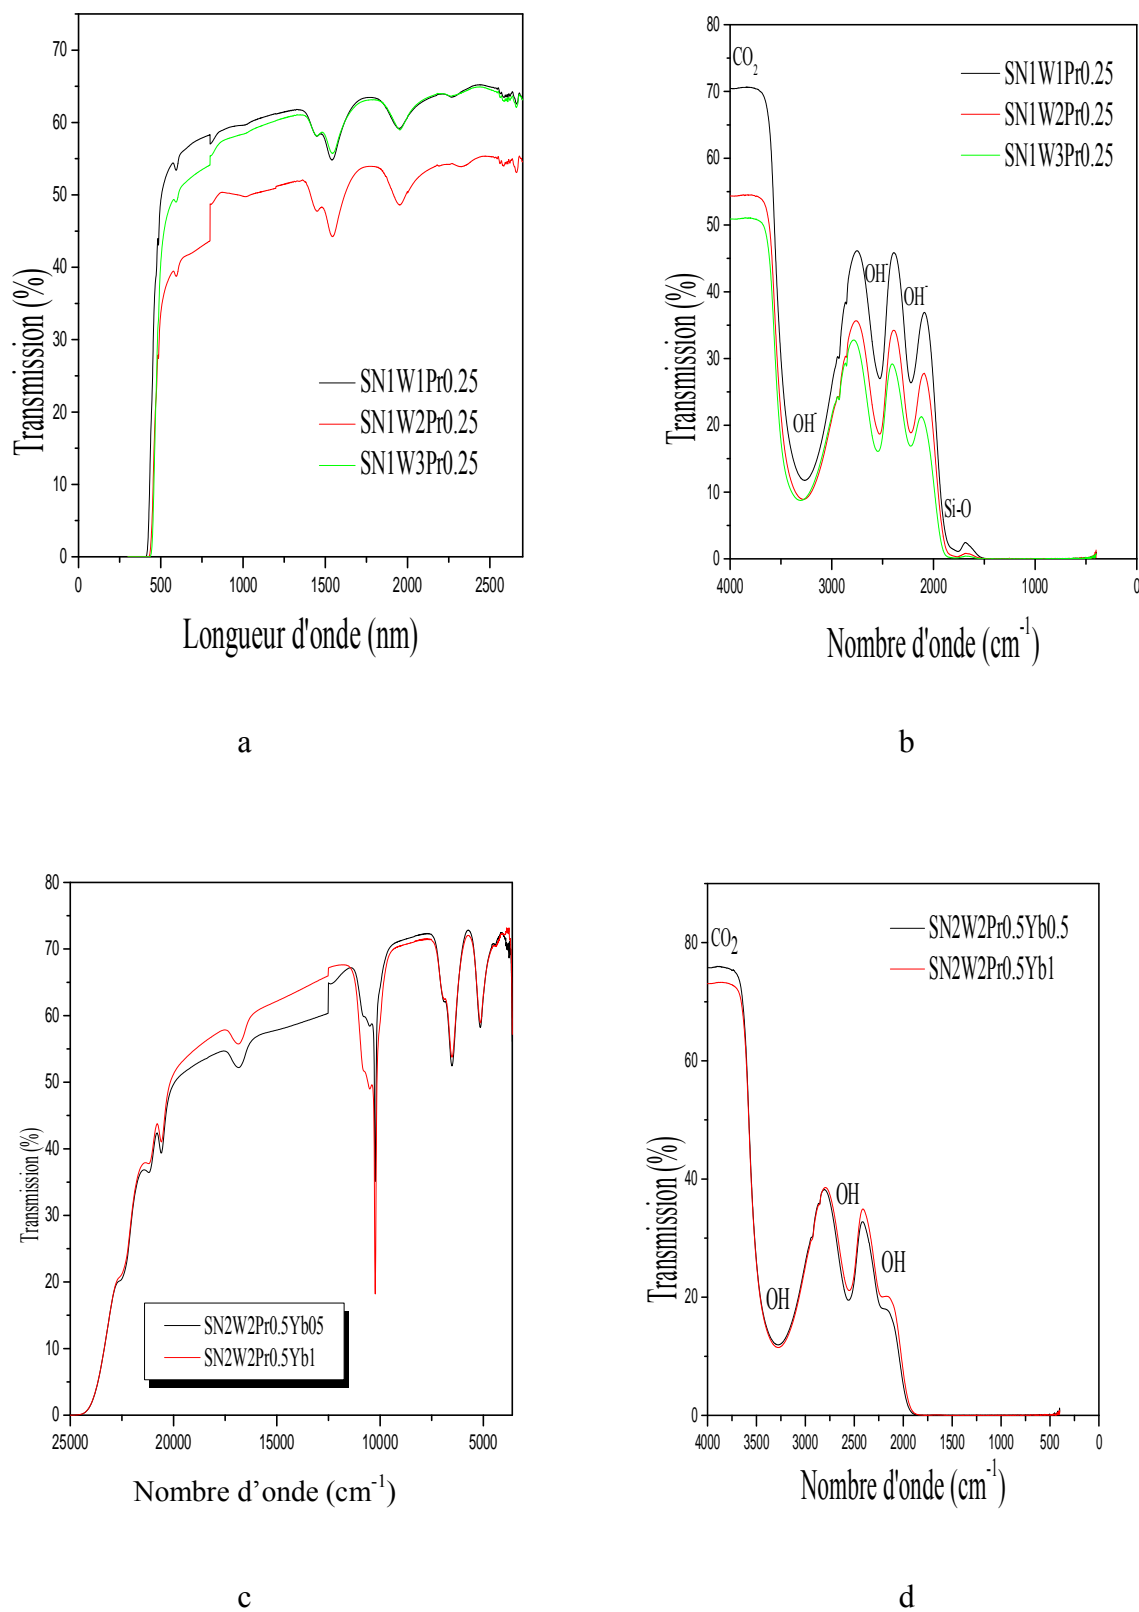 70
60
50
40
30
20
10
0
0
500
1000
1500
2000
2500
Transmission (%)
Longueur d'onde (nm)
SN1W1Pr0.25
SN1W2Pr0.25
SN1W3Pr0.25
a
80
70
60
50
40
30
20
10
0
4000
3000
2000
1000
0
Transmission (%)
Nombre d'onde (cm-1)
CO2
SN1W1Pr0.25
SN1W2Pr0.25
SN1W3Pr0.25
OH-
OH-
OH-
Si-O
b
80
70
60
50
40
30
20
10
0
25000
20000
15000
10000
5000
Transmission (%)
Nombre d’onde (cm-1)
SN2W2Pr0.5Yb05
SN2W2Pr0.5Yb1
c
80
60
40
20
0
4000
3500
3000
2500
2000
1500
1000
500
0
Transmission (%)
Nombre d'onde (cm-1)
CO2
SN2W2Pr0.5Yb0.5
SN2W2Pr0.5Yb1
OH
OH
OH
d